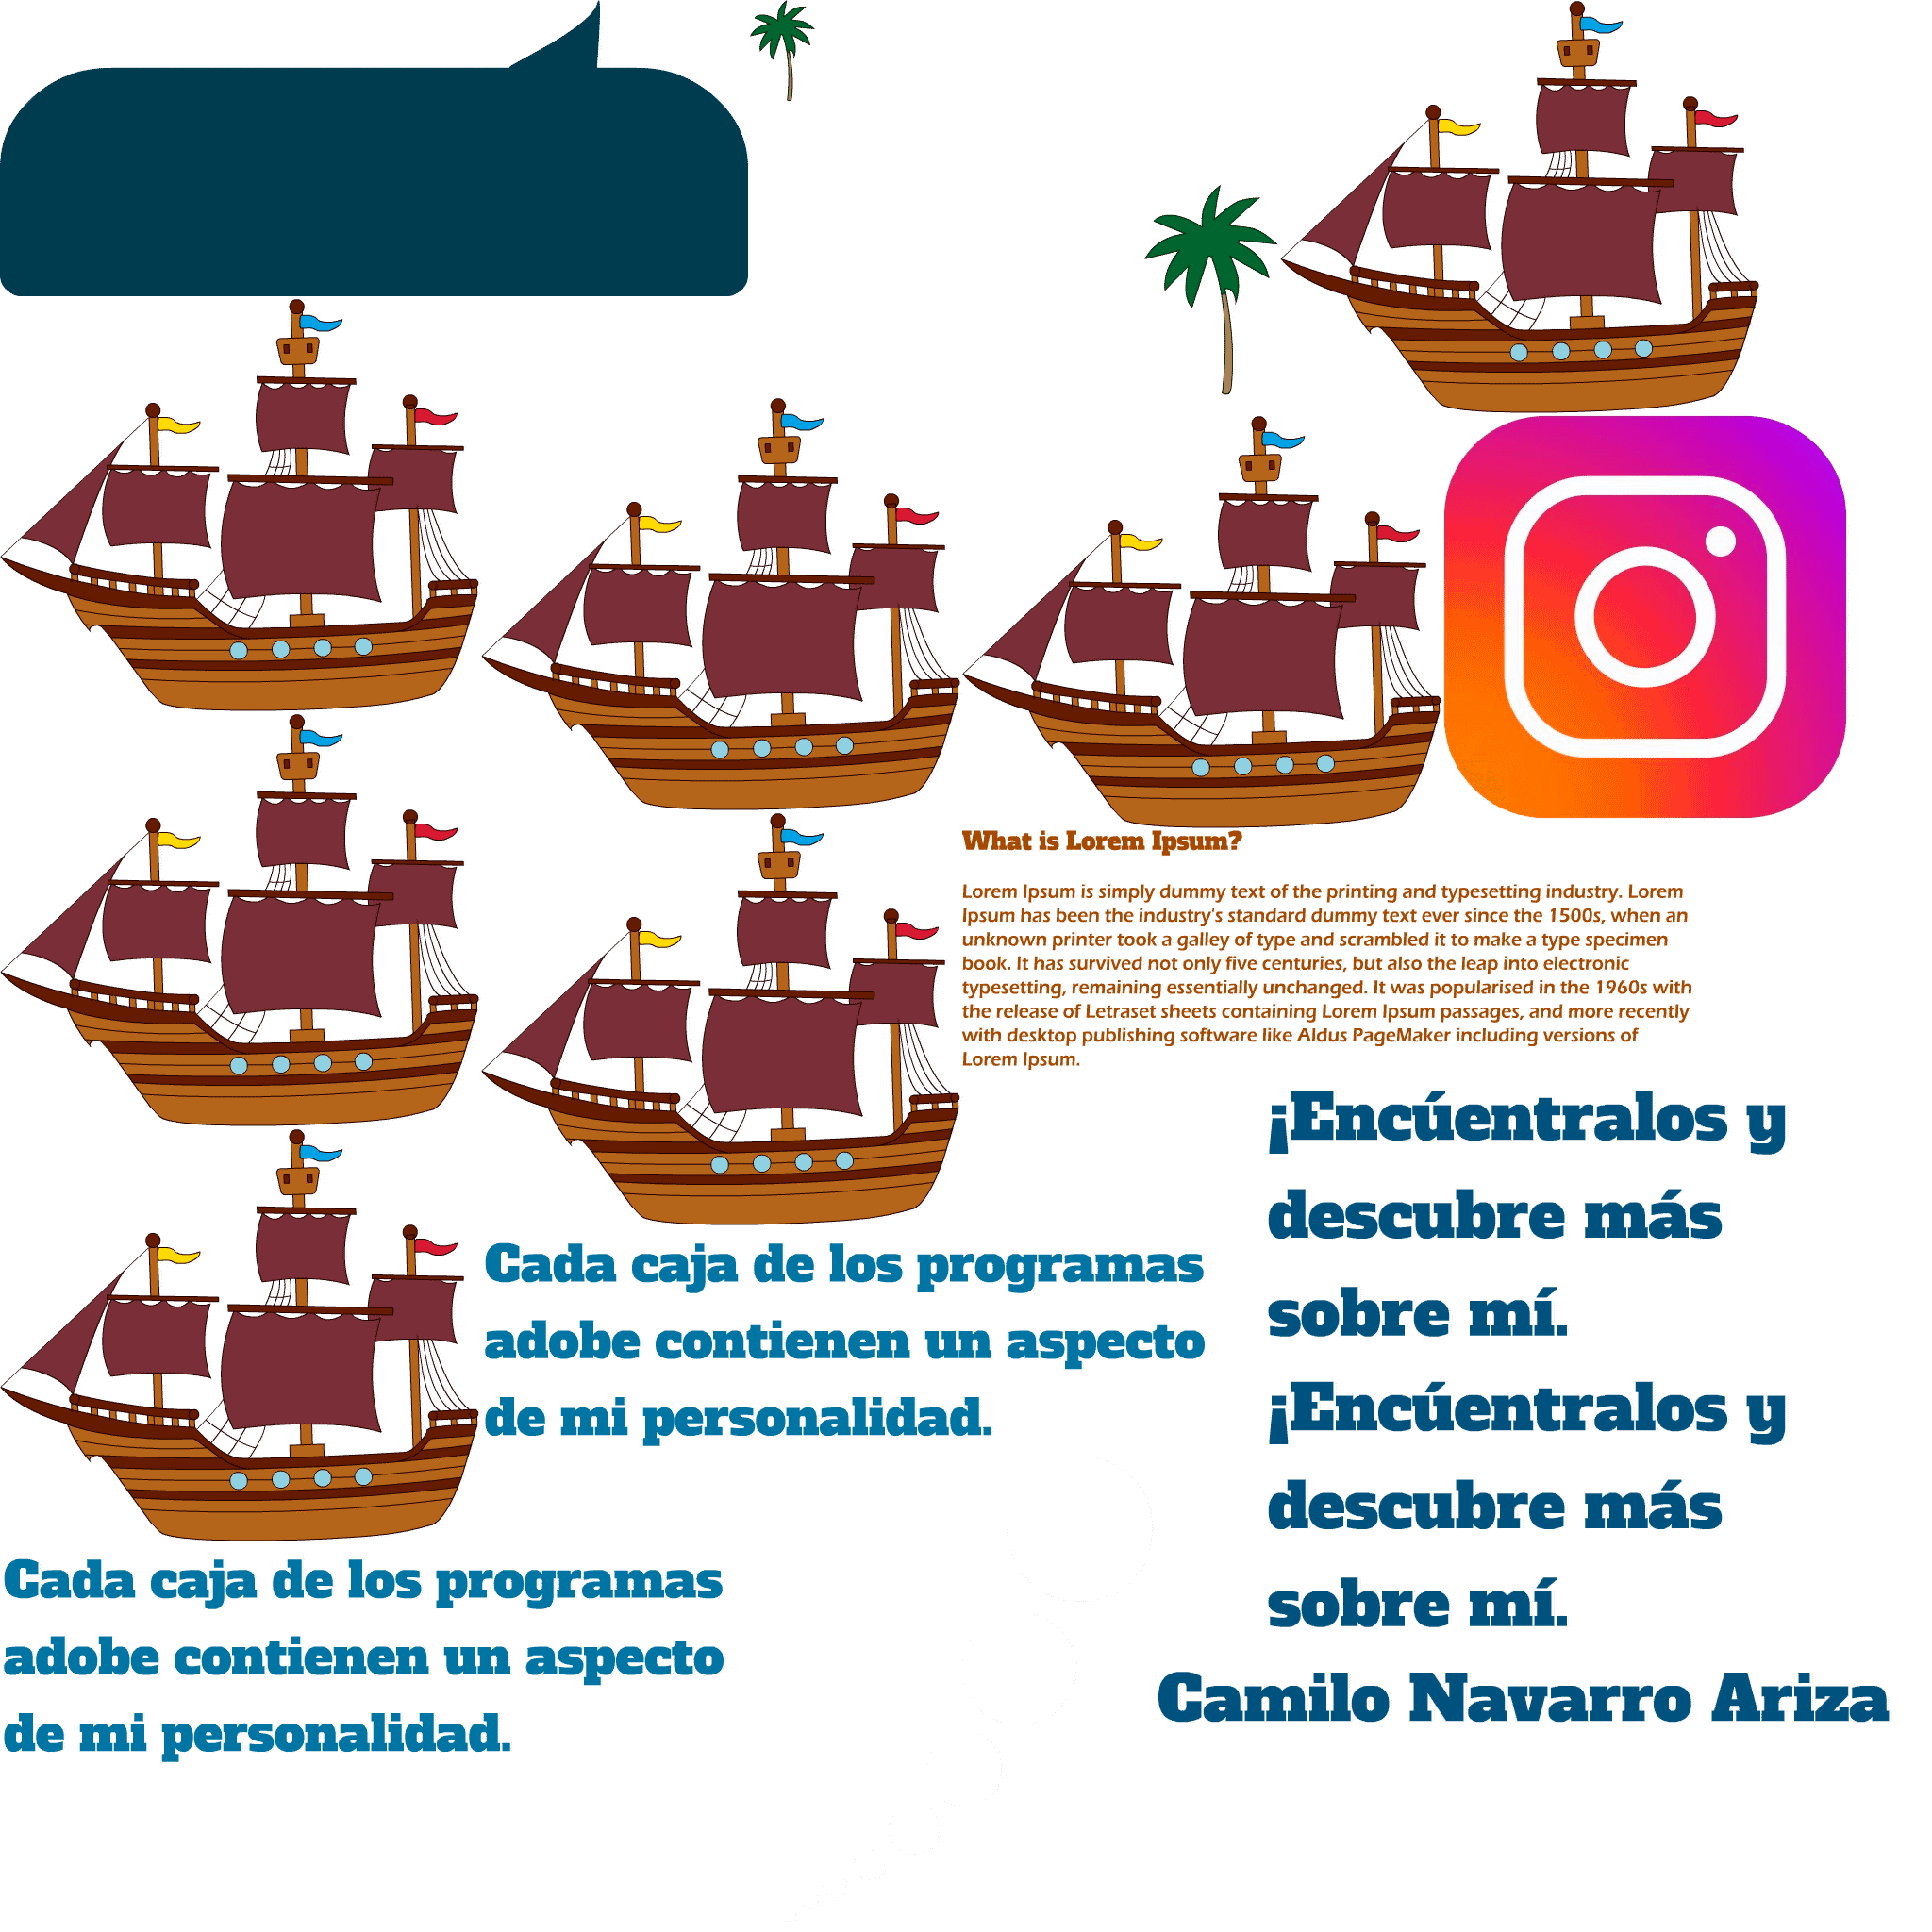 What is Lorem Ipsum?
Lorem Ipsum is simply dummy text of the printing and typesetting industry. Lorem
Ipsum has been the industry's standard dummy text ever since the 1500s, when an
unknown printer took a galley of type and scrambled it to make a type specimen
book. It has survived not only five centuries, but also the leap into electronic
typesetting, remaining essentially unchanged. It was popularised in the 1960s with
the release of Letraset sheets containing Lorem Ipsum passages, and more recently
with desktop publishing software like Aldus PageMaker including versions of
Lorem Ipsum.
¡Encúentralos y
descubre más
sobre mí.
Cada caja de los programas
adobe contienen un aspecto
de mi personalidad.
¡Encúentralos y
descubre más
sobre mí.
Cada caja de los programas
adobe contienen un aspecto
de mi personalidad.
Camilo Navarro Ariza